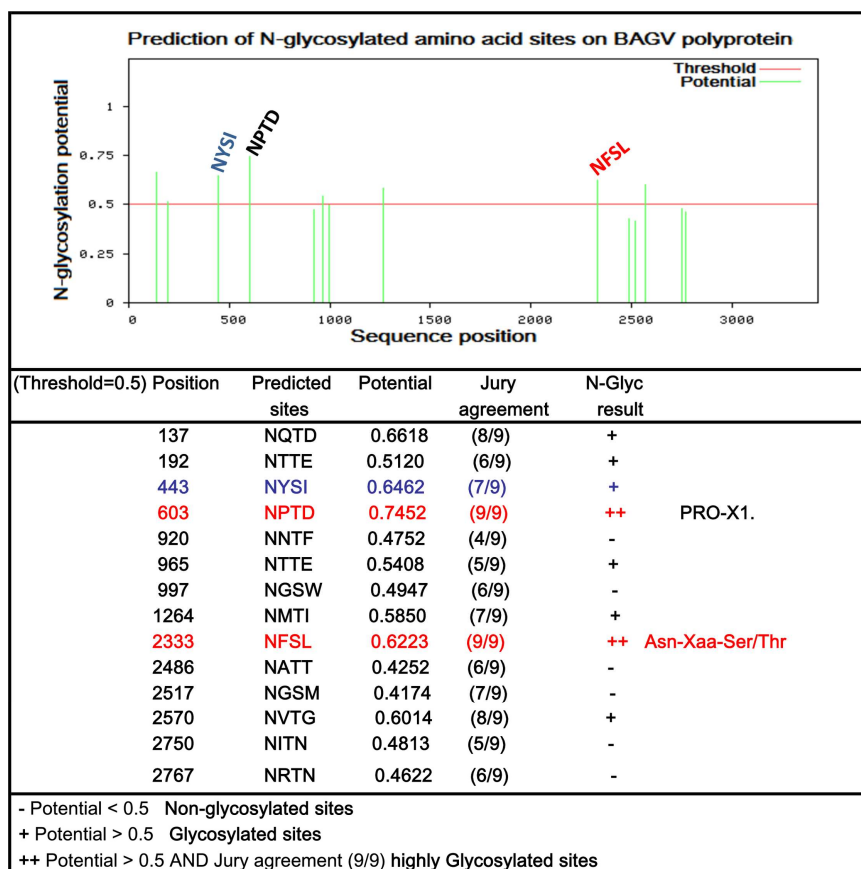 Prediction of N-glycosylated amino acid sites on BAGV polyprotein
Threshold
Potential
N-glycosylation potential
1
0.75
0.5
0.25
0
NYSI
NPTD
NFSL
0 500 1000 1500 2000 2500 3000
Sequence position
(Threshold=0.5) Position Predicted sites Potential Jury agreement N-Glyc result
137 NQTD 0.6618 (8/9) +
192 NTTE 0.5120 (6/9) +
443 NYSI 0.6462 (7/9) +
603 NPTD 0.7452 (9/9) ++ PRO-X1.
920 NNTF 0.4752 (4/9) -
965 NTTE 0.5408 (5/9) +
997 NGSW 0.4947 (6/9) -
1264 NMTI 0.5850 (7/9) +
2333 NFSL 0.6223 (9/9) ++ Asn-Xaa-Ser/Thr
2486 NATT 0.4252 (6/9) -
2517 NGSM 0.4174 (7/9) -
2570 NVTG 0.6014 (8/9) +
2750 NITN 0.4813 (5/9) -
2767 NRTN 0.4622 (6/9) -
- Potential < 0.5 Non-glycosylated sites
+ Potential > 0.5 Glycosylated sites
++ Potential > 0.5 AND Jury agreement (9/9) highly Glycosylated sites